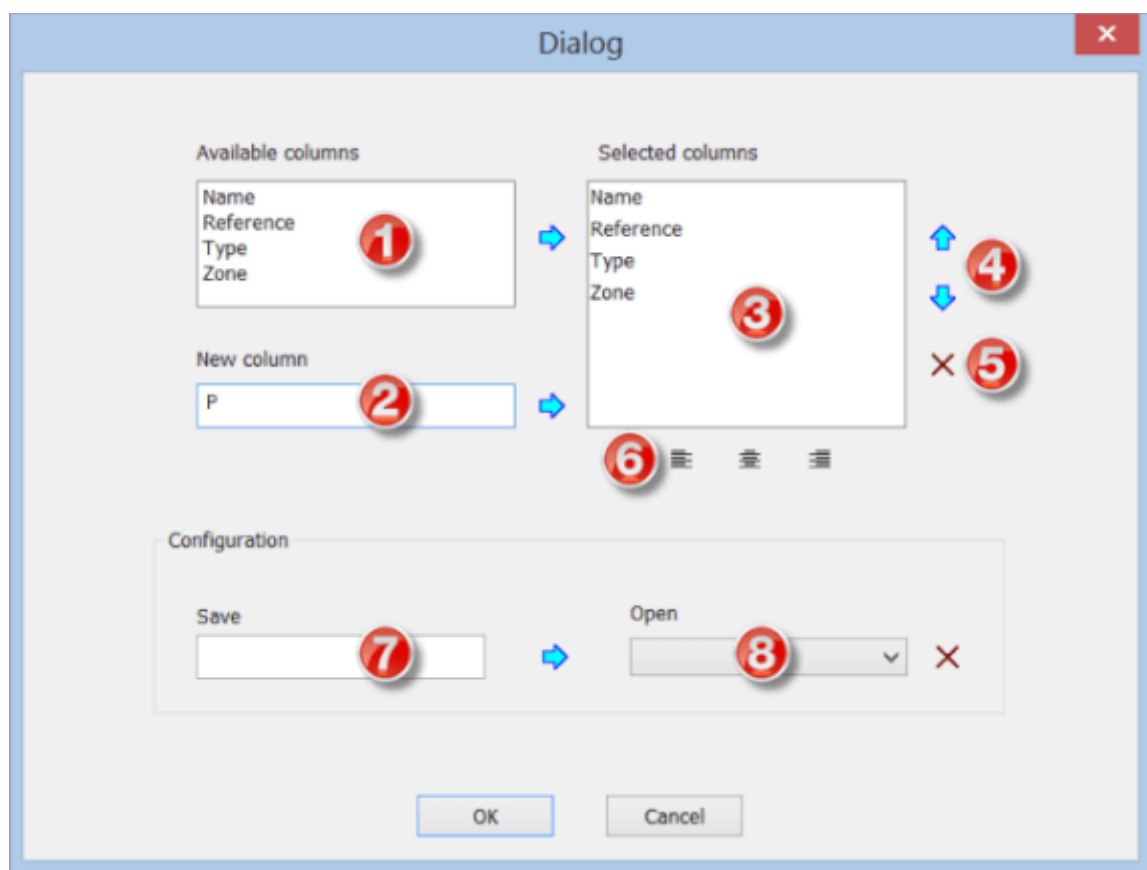 Dialog
Available columns
Selected columns
Name
Reference
Type
Zone
1
Name
Reference
Type
Zone
3
4
5
New column
P
2
6
Configuration
Save
7
Open
8
OK
Cancel